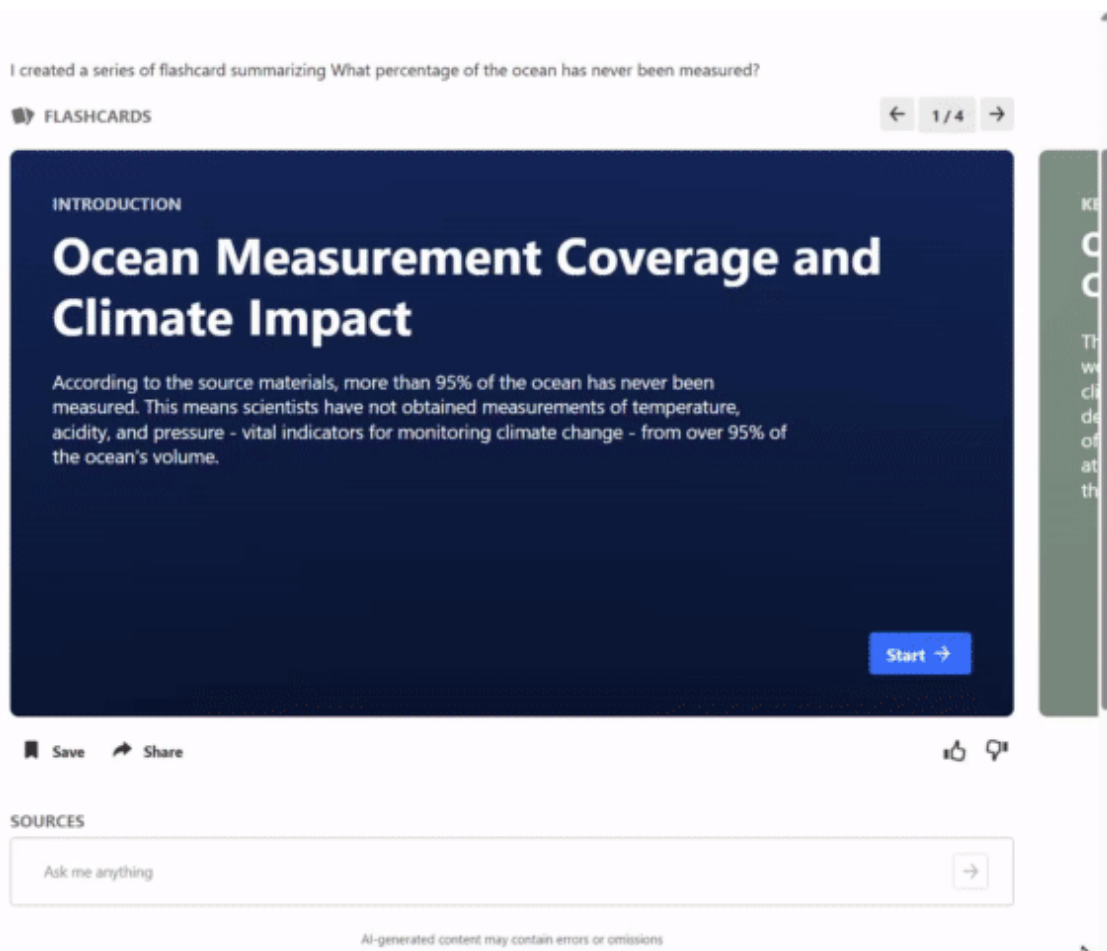 I created a series of flashcard summarizing What percentage of the ocean has never been measured?
FLASHCARDS
1 / 4
INTRODUCTION
Ocean Measurement Coverage and
Climate Impact
According to the source materials, more than 95% of the ocean has never been
measured. This means scientists have not obtained measurements of temperature,
acidity, and pressure - vital indicators for monitoring climate change - from over 95% of
the ocean's volume.
Start
Save
Share
SOURCES
Ask me anything
AI-generated content may contain errors or omissions